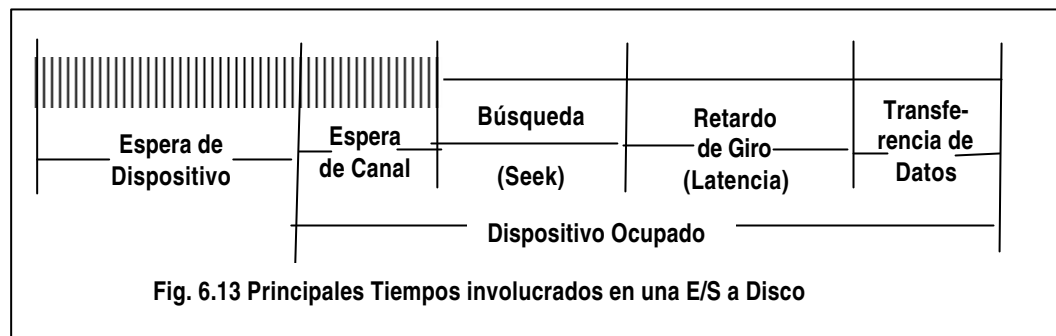 Espera de
Dispositivo
Espera
de Canal
Búsqueda
(Seek)
Retardo
de Giro
(Latencia)
Transfe-
rencia de
Datos
Dispositivo Ocupado
Fig. 6.13 Principales Tiempos involucrados en una E/S a Disco